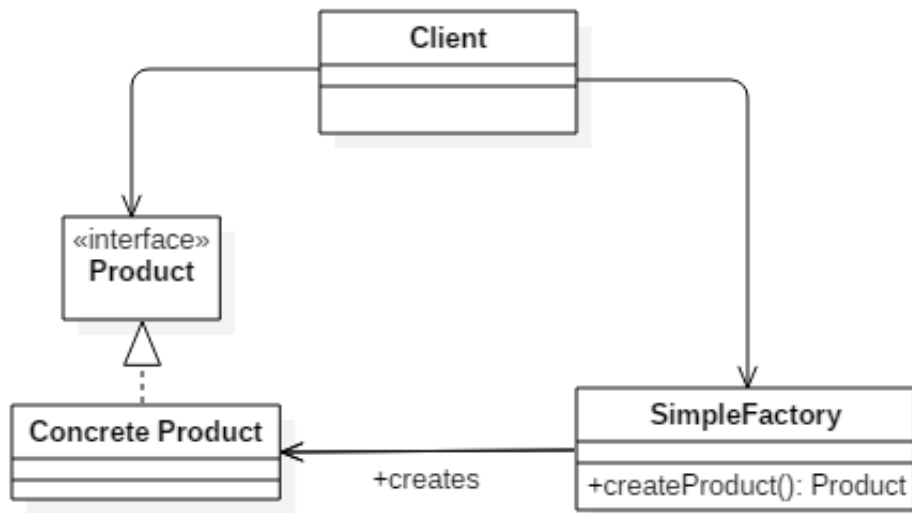 Client
«interface»
Product
Concrete Product
SimpleFactory
+creates
+createProduct(): Product